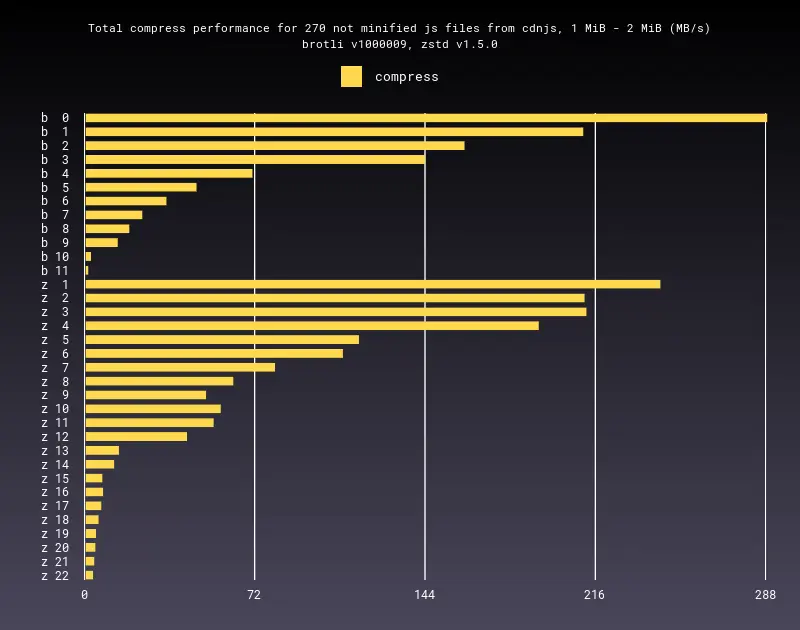 Total compress performance for 270 not minified js files from cdnjs, 1 MiB - 2 MiB (MB/s)
brotli v1000009, zstd v1.5.0
compress
b 0
b 1
b 2
b 3
b 4
b 5
b 6
b 7
b 8
b 9
b 10
b 11
z 1
z 2
z 3
z 4
z 5
z 6
z 7
z 8
z 9
z 10
z 11
z 12
z 13
z 14
z 15
z 16
z 17
z 18
z 19
z 20
z 21
z 22
0 72 144 216 288